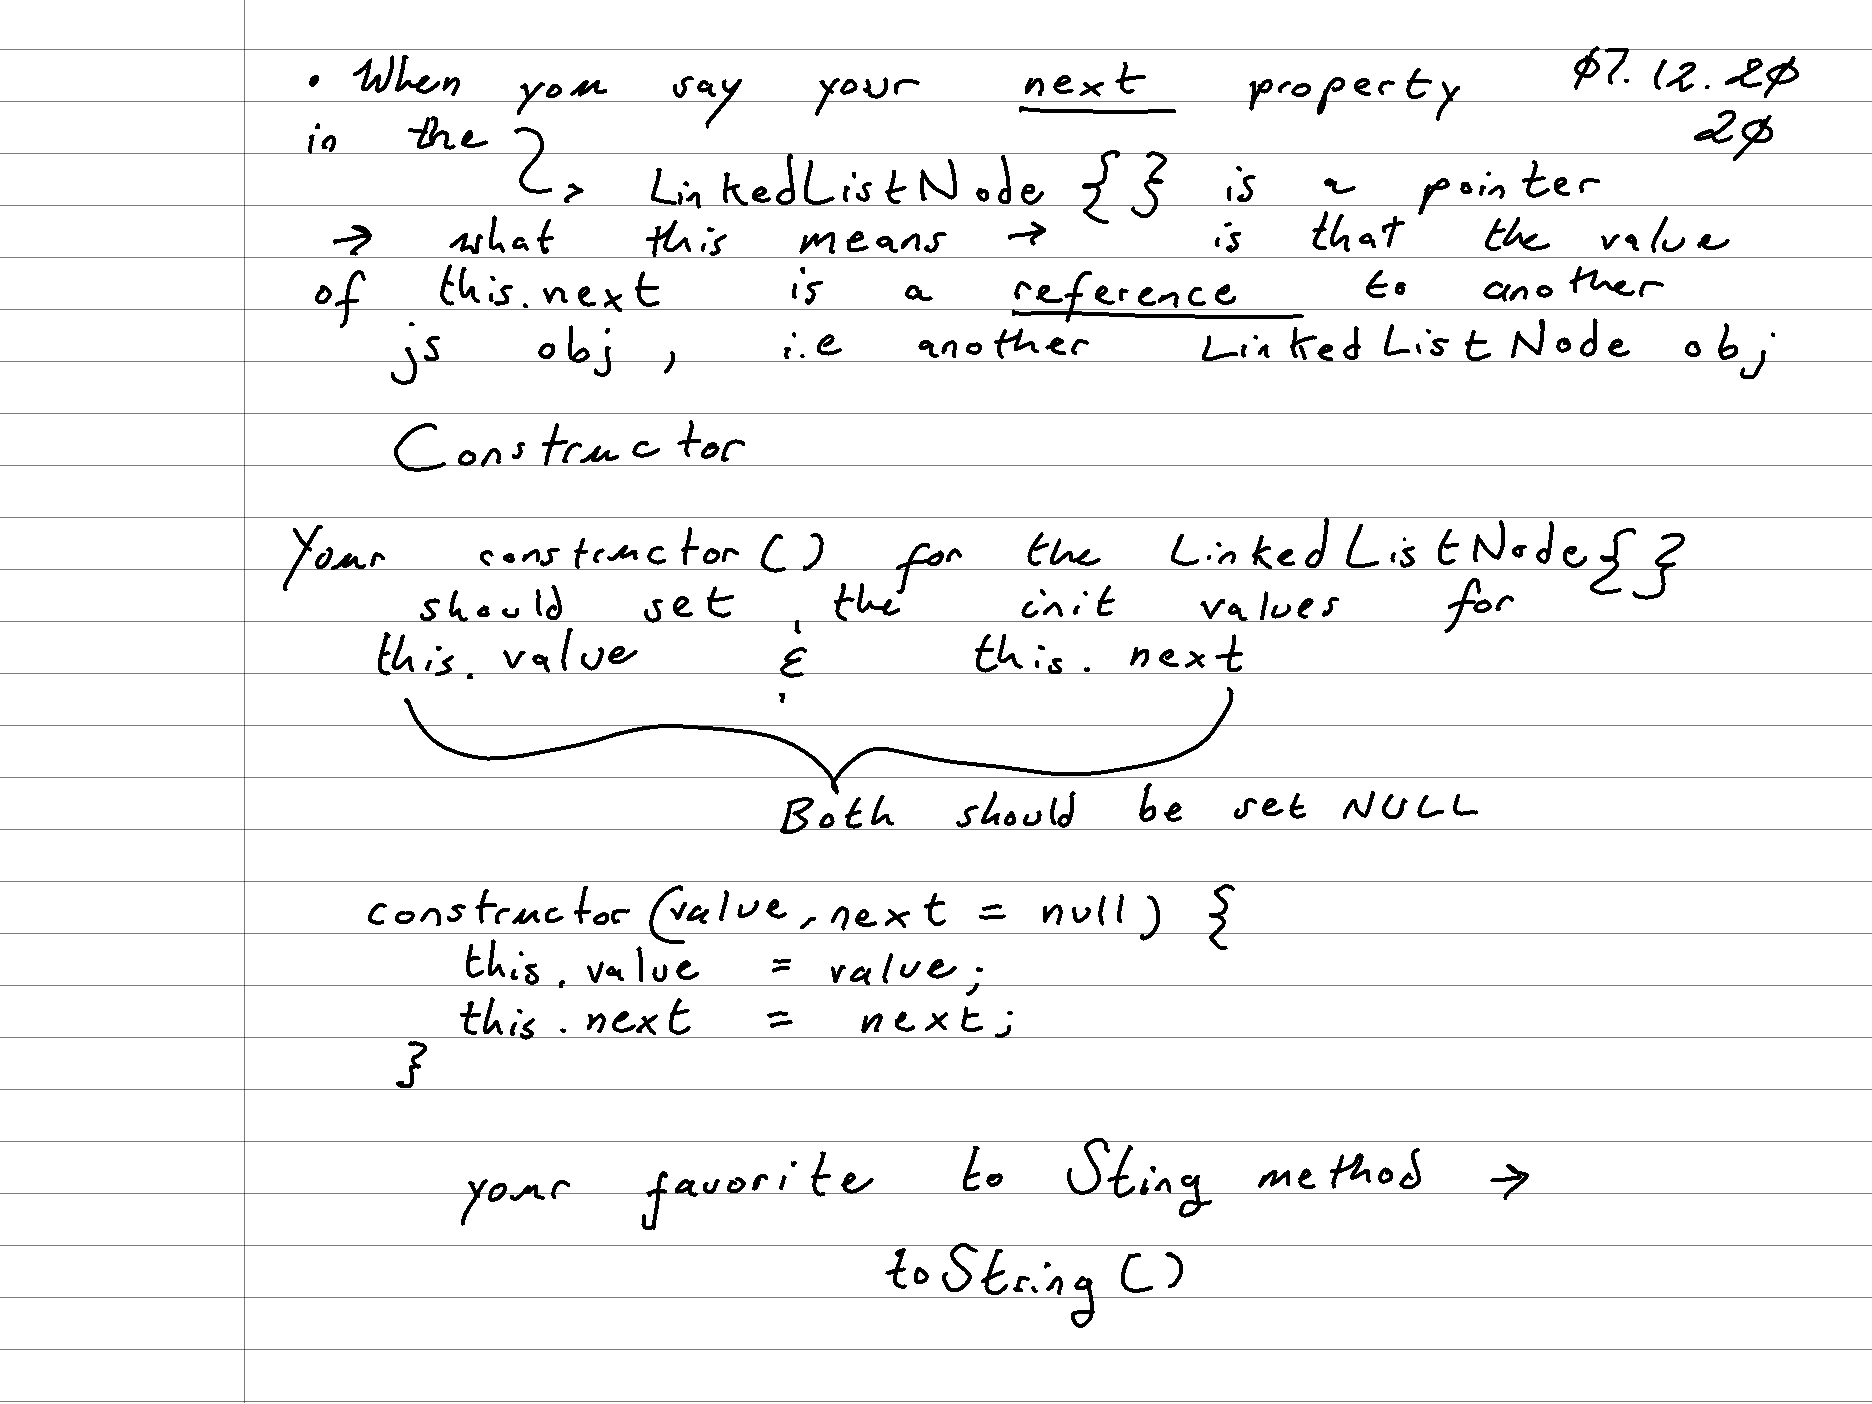 • When you say your next property ø7.12.2ø
2ø
in the
LinkedListNode { } is a pointer
→ what this means → is that the value
of this.next is a reference to another
js obj, i.e another LinkedListNode obj
Constructor
Your constructor() for the LinkedListNode{}
should set the init values for
this.value & this.next
Both should be set NULL
constructor(value, next = null) {
this.value = value;
this.next = next;
}
your favorite to Sting method →
toString()